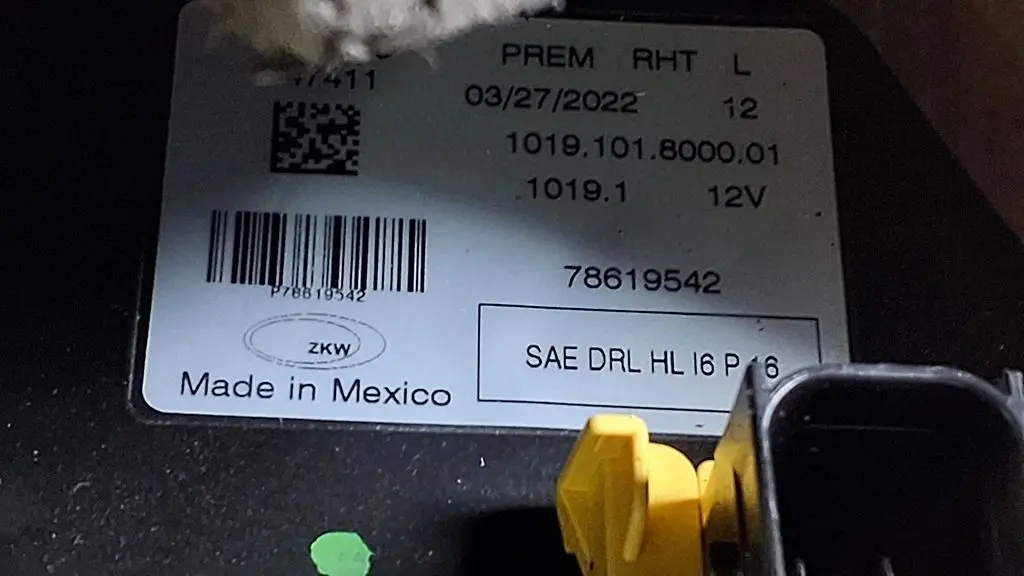 PREM RHT L
47411
03/27/2022 12
1019.101.8000.01
1019.1 12V
P78619542
78619542
ZKW
SAE DRL HL I6 P 16
Made in Mexico